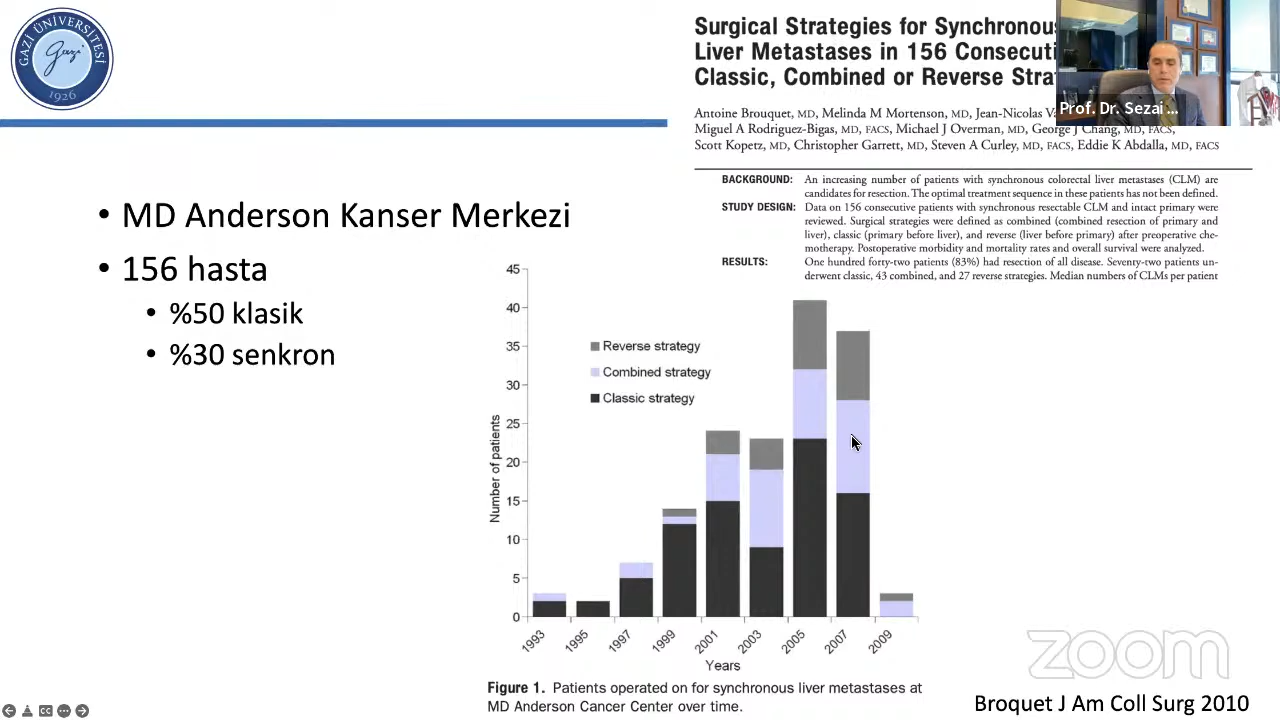 GAZİ ÜNİVERSİTESİ
Gazi
1926
Surgical Strategies for Synchronous
Liver Metastases in 156 Consecuti
Classic, Combined or Reverse Stra
Prof. Dr. Sezai ...
Antoine Brouquet, MD, Melinda M Mortenson, MD, Jean-Nicolas Va
Miguel A Rodriguez-Bigas, MD, FACS, Michael J Overman, MD, George J Chang, MD, FACS,
Scott Kopetz, MD, Christopher Garrett, MD, Steven A Curley, MD, FACS, Eddie K Abdalla, MD, FACS
BACKGROUND: An increasing number of patients with synchronous colorectal liver metastases (CLM) are
candidates for resection. The optimal treatment sequence in these patients has not been defined.
STUDY DESIGN: Data on 156 consecutive patients with synchronous resectable CLM and intact primary were
reviewed. Surgical strategies were defined as combined (combined resection of primary and
liver), classic (primary before liver), and reverse (liver before primary) after preoperative che-
motherapy. Postoperative morbidity and mortality rates and overall survival were analyzed.
RESULTS: One hundred forty-two patients (83%) had resection of all disease. Seventy-two patients un-
derwent classic, 43 combined, and 27 reverse strategies. Median numbers of CLMs per patient
• MD Anderson Kanser Merkezi
• 156 hasta
• %50 klasik
• %30 senkron
45
40
35
30
25
20
15
10
5
0
Number of patients
Reverse strategy
Combined strategy
Classic strategy
1993
1995
1997
1999
2001
2003
2005
2007
2009
Years
Figure 1. Patients operated on for synchronous liver metastases at
MD Anderson Cancer Center over time.
zoom
Broquet J Am Coll Surg 2010
CC